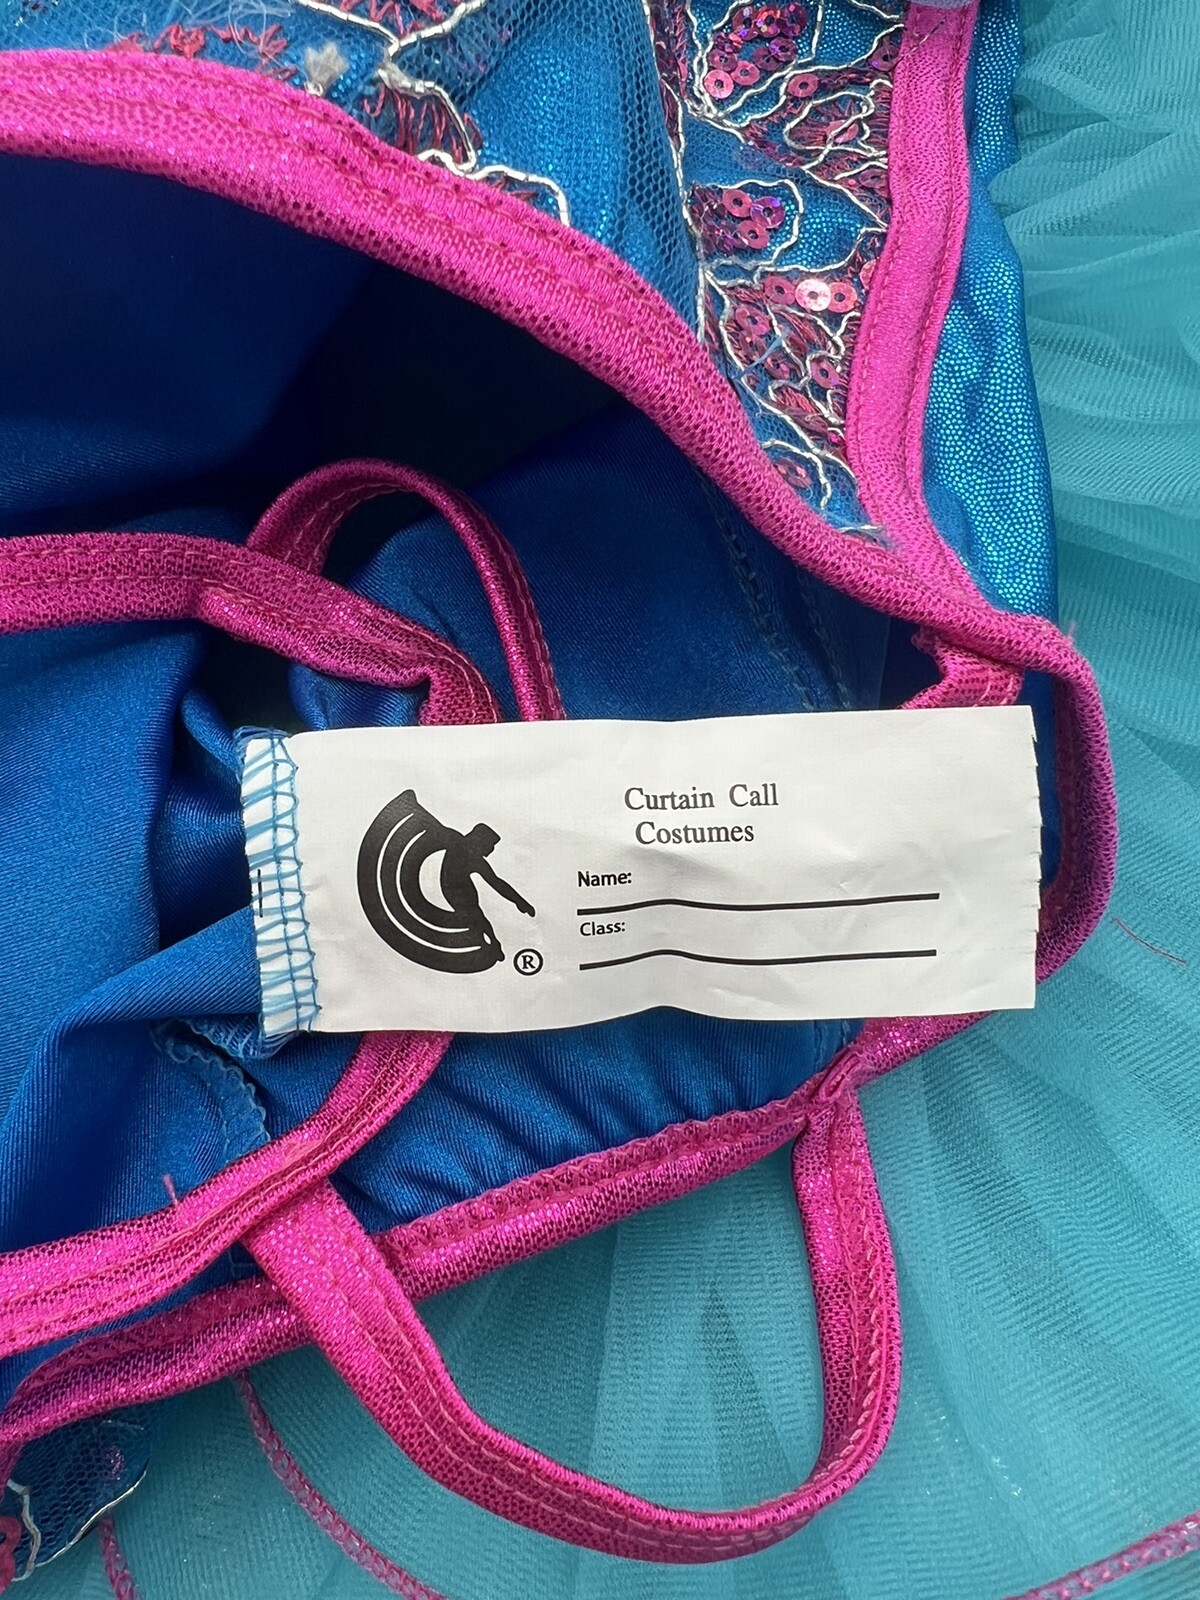 Curtain Call
Costumes
Name:
Class:
®